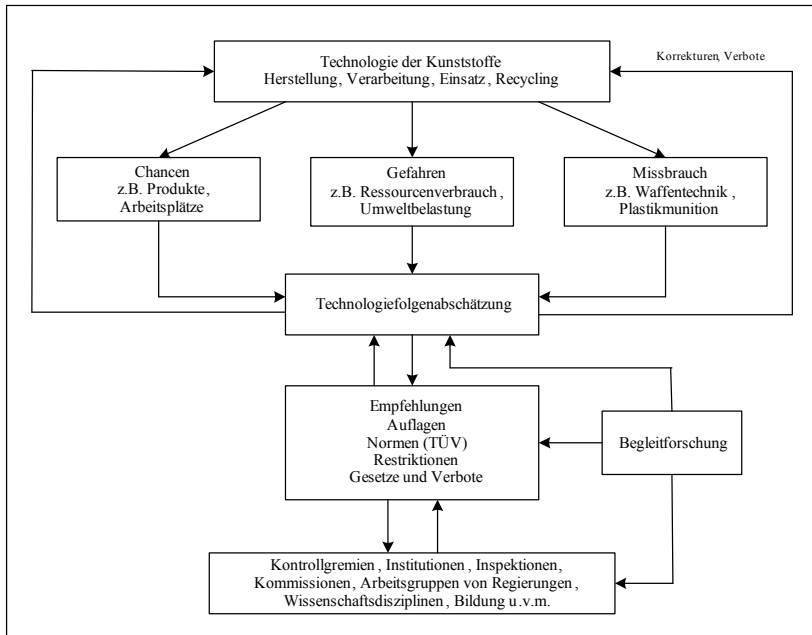 Technologie der Kunststoffe
Herstellung, Verarbeitung, Einsatz, Recycling
Korrekturen, Verbote
Chancen
z.B. Produkte,
Arbeitsplätze
Gefahren
z.B. Ressourcenverbrauch,
Umweltbelastung
Missbrauch
z.B. Waffentechnik,
Plastikmunition
Technologiefolgenabschätzung
Empfehlungen
Auflagen
Normen (TÜV)
Restriktionen
Gesetze und Verbote
Begleitforschung
Kontrollgremien, Institutionen, Inspektionen,
Kommissionen, Arbeitsgruppen von Regierungen,
Wissenschaftsdisziplinen, Bildung u.v.m.